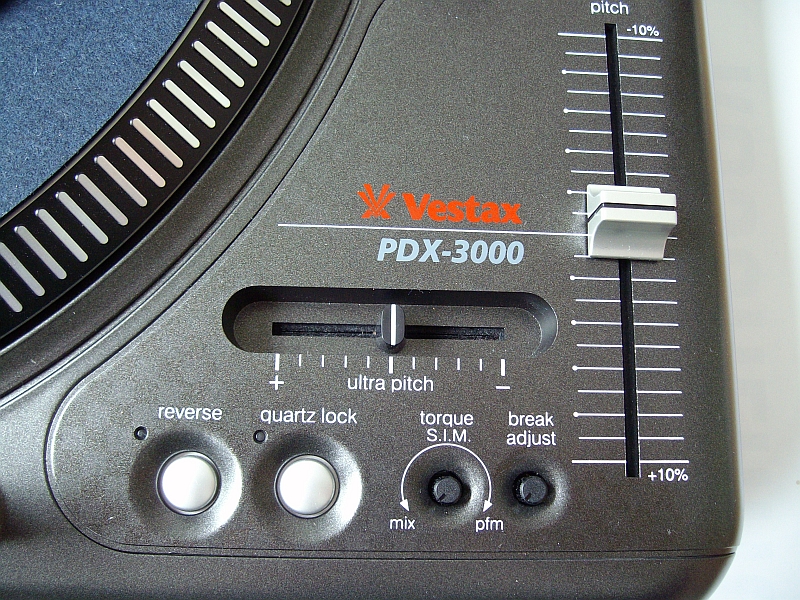 pitch
-10%
Vestax
PDX-3000
+ –
ultra pitch
reverse
quartz lock
torque
S.I.M.
break
adjust
mix
pfm
+10%